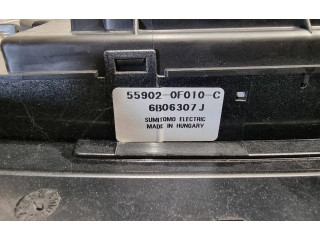 55902-0F010-C
6B06307J
SUMITOMO ELECTRIC
MADE IN HUNGARY